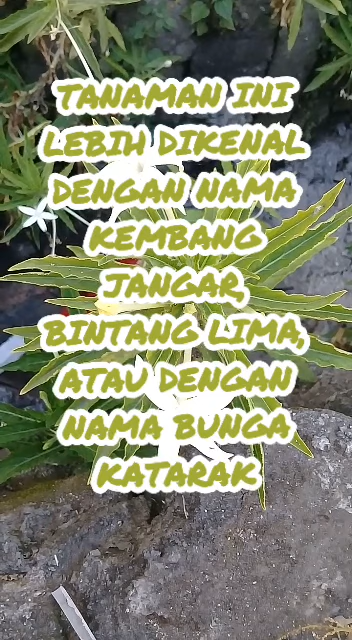 TANAMAN INI
LEBIH DIKENAL
DENGAN NAMA
KEMBANG
JANGAR,
BINTANG LIMA,
ATAU DENGAN
NAMA BUNGA
KATARAK